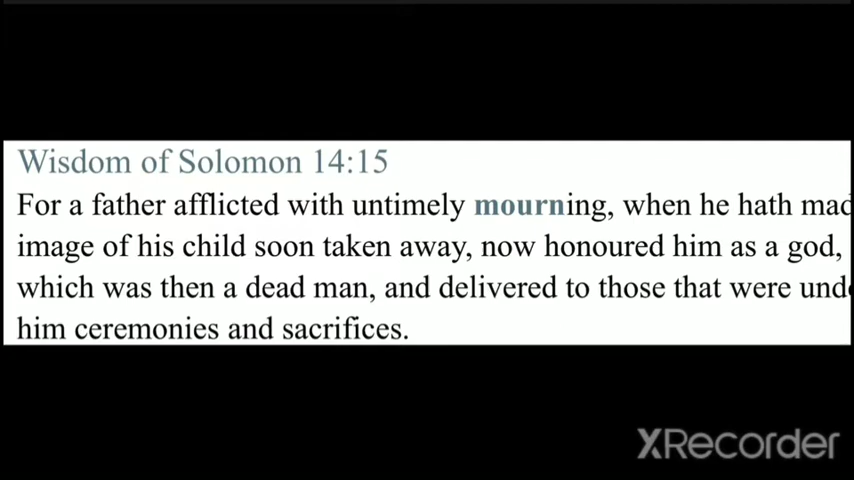 Wisdom of Solomon 14:15
For a father afflicted with untimely mourning, when he hath mad
image of his child soon taken away, now honoured him as a god,
which was then a dead man, and delivered to those that were und
him ceremonies and sacrifices.
XRecorder